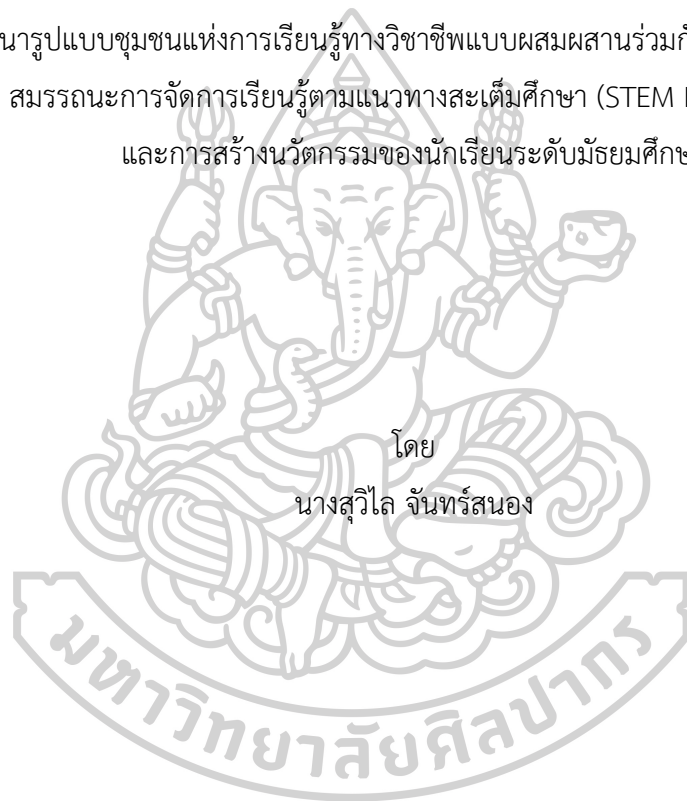 นารูปแบบชุมชนแห่งการเรียนรู้ทางวิชาชีพแบบผสมผสานร่วมกั
สมรรถนะการจัดการเรียนรู้ตามแนวทางสะเต็มศึกษา (STEM
และการสร้างนวัตกรรมของนักเรียนระดับมัธยมศึกษ
โดย
นางสุวิไล จันทร์สนอง
มหาวิทยาลัยศิลปากร